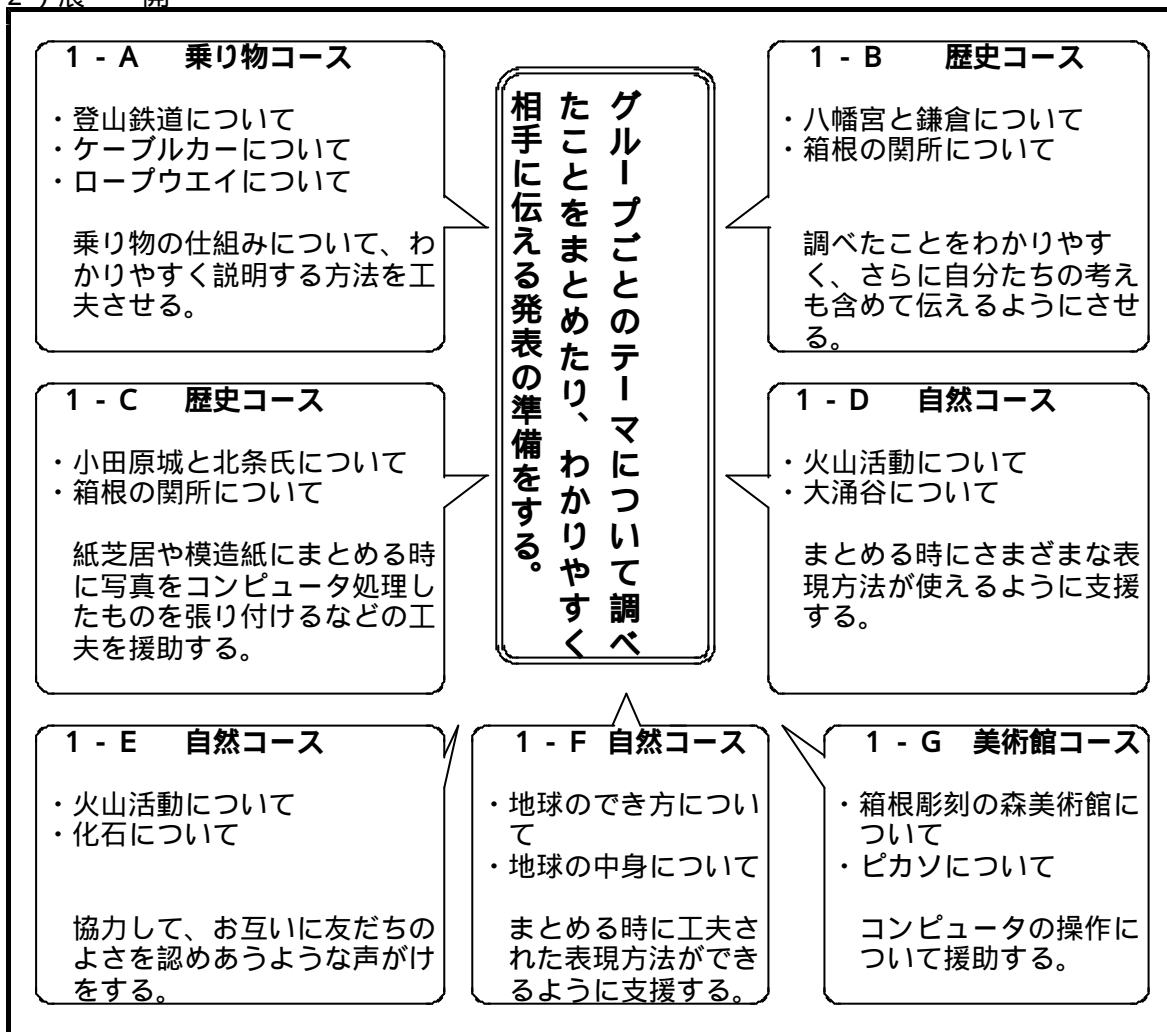 1-A 乗り物コース
・登山鉄道について
・ケーブルカーについて
・ロープウエイについて
乗り物の仕組みについて、わ
かりやすく説明する方法を工
夫させる。
グループごとのテーマについて調べ
たことをまとめたり、わかりやすく
相手に伝える発表の準備をする。
1-B 歴史コース
・八幡宮と鎌倉について
・箱根の関所について
調べたことをわかりやす
く、さらに自分たちの考え
も含めて伝えるようにさせ
る。
1-C 歴史コース
・小田原城と北条氏について
・箱根の関所について
紙芝居や模造紙にまとめる時
に写真をコンピュータ処理し
たものを張り付けるなどの工
夫を援助する。
1-D 自然コース
・火山活動について
・大涌谷について
まとめる時にさまざまな表
現方法が使えるように支援
する。
1-E 自然コース
・火山活動について
・化石について
協力して、お互いに友だちの
よさを認めあうような声がけ
をする。
1-F 自然コース
・地球のでき方につい
て
・地球の中身について
まとめる時に工夫さ
れた表現方法ができ
るように支援する。
1-G 美術館コース
・箱根彫刻の森美術館に
ついて
・ピカソについて
コンピュータの操作に
ついて援助する。